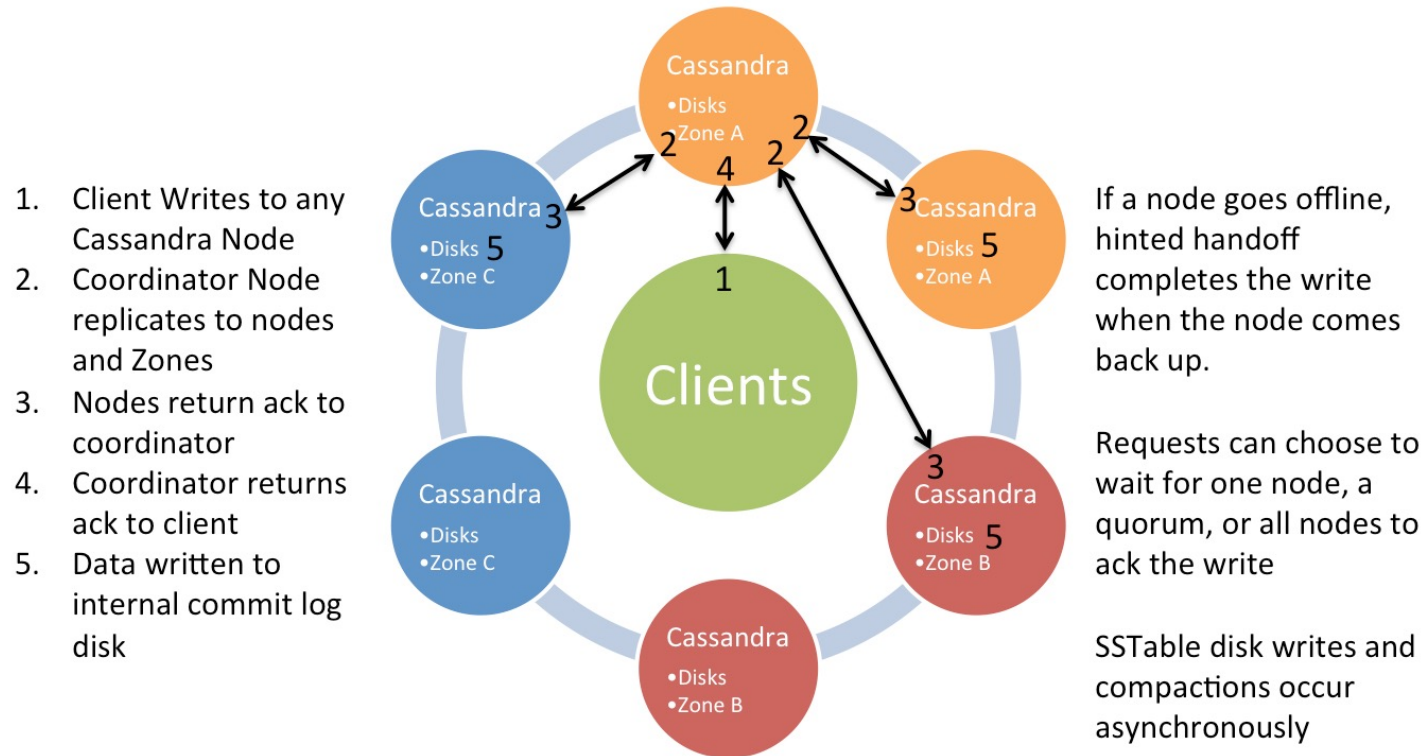 1. Client Writes to any
Cassandra Node
2. Coordinator Node
replicates to nodes
and Zones
3. Nodes return ack to
coordinator
4. Coordinator returns
ack to client
5. Data written to
internal commit log
disk
Cassandra
•Disks
•Zone A
2
4
2
2
Cassandra 3
•Disks 5
•Zone C
3
Cassandra
•Disks 5
•Zone A
1
Clients
Cassandra
•Disks
•Zone C
3
Cassandra
•Disks 5
•Zone B
Cassandra
•Disks
•Zone B
If a node goes offline,
hinted handoff
completes the write
when the node comes
back up.
Requests can choose to
wait for one node, a
quorum, or all nodes to
ack the write
SSTable disk writes and
compactions occur
asynchronously